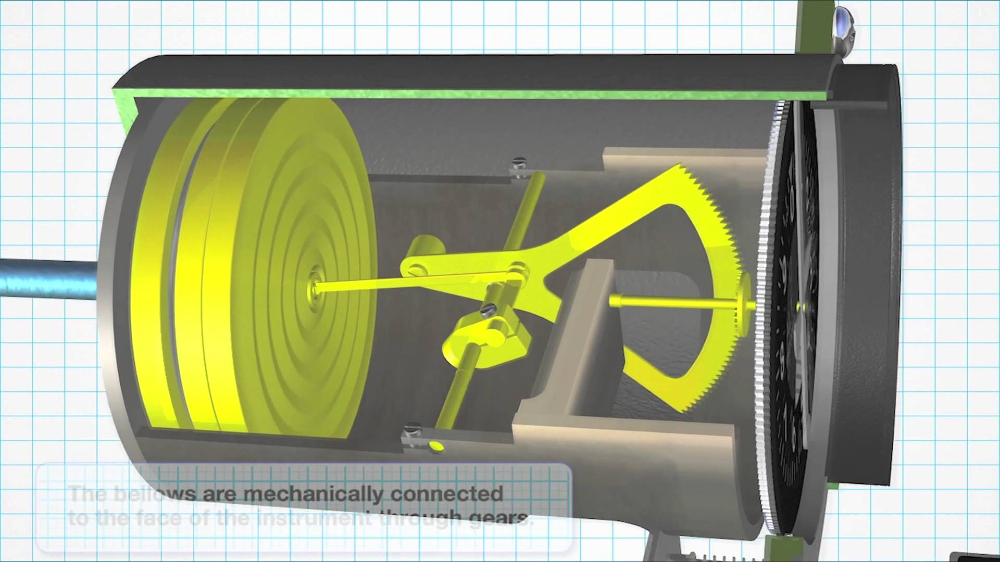 The bellows are mechanically connected
to the face of the instrument through gears.